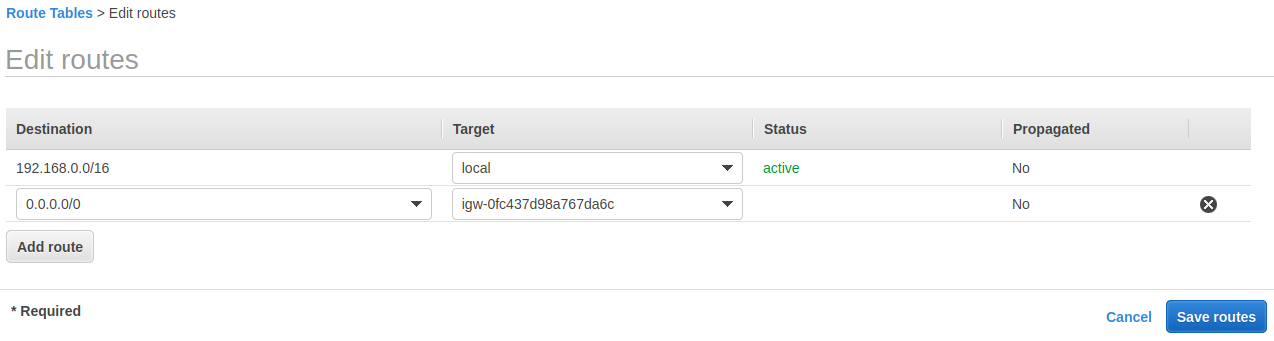 Route Tables > Edit routes
Edit routes
Destination Target Status Propagated
192.168.0.0/16 local active No
0.0.0.0/0 igw-0fc437d98a767da6c No
Add route
* Required
Cancel Save routes